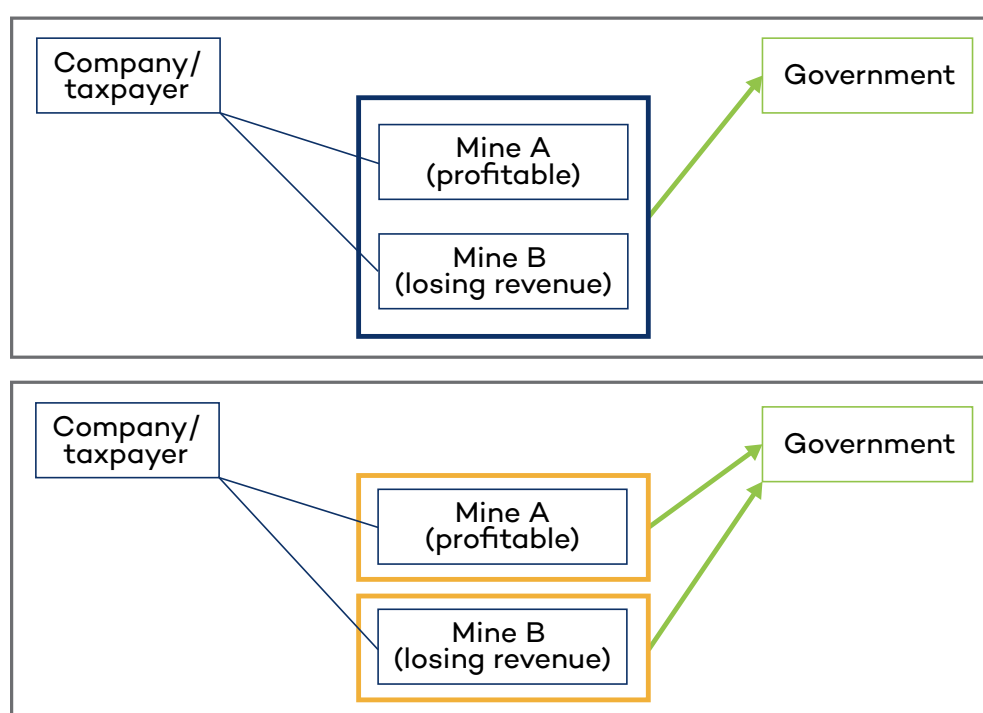 Company/
taxpayer
Government
Mine A
(profitable)
Mine B
(losing revenue)
Company/
taxpayer
Government
Mine A
(profitable)
Mine B
(losing revenue)